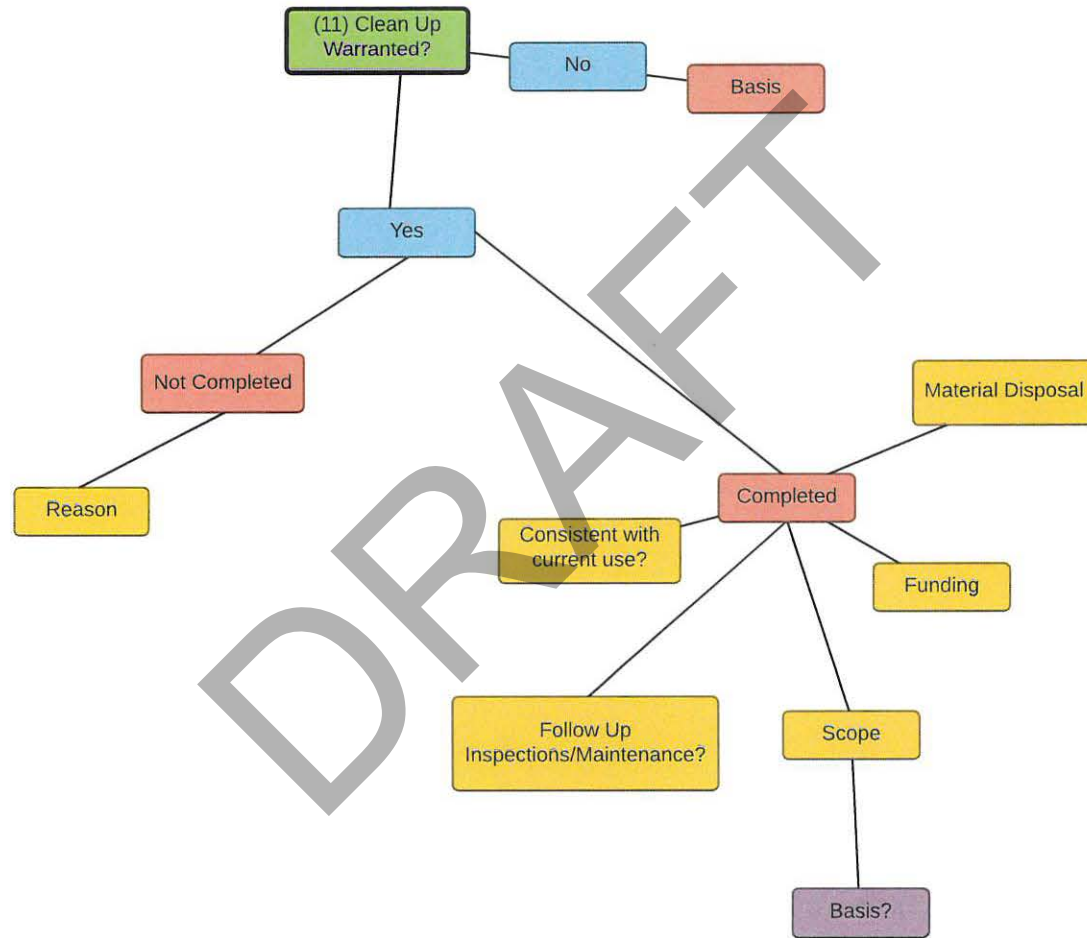 (11) Clean Up
Warranted?
No
Basis
Yes
Not Completed
Material Disposal
Reason
Completed
Consistent with
current use?
Funding
Follow Up
Inspections/Maintenance?
Scope
Basis?
DRAFT